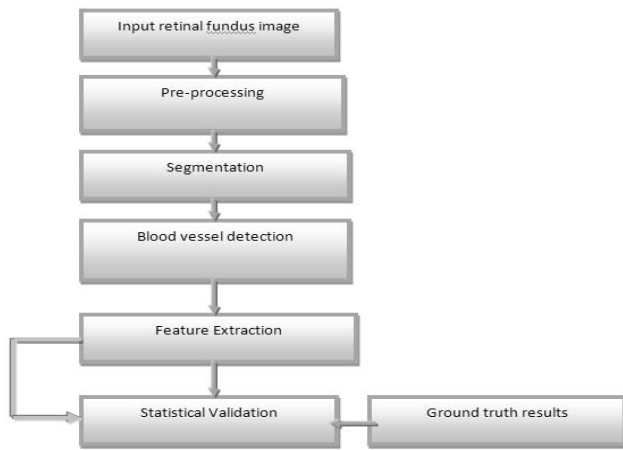 Input retinal fundus image
Pre-processing
Segmentation
Blood vessel detection
Feature Extraction
Statistical Validation
Ground truth results